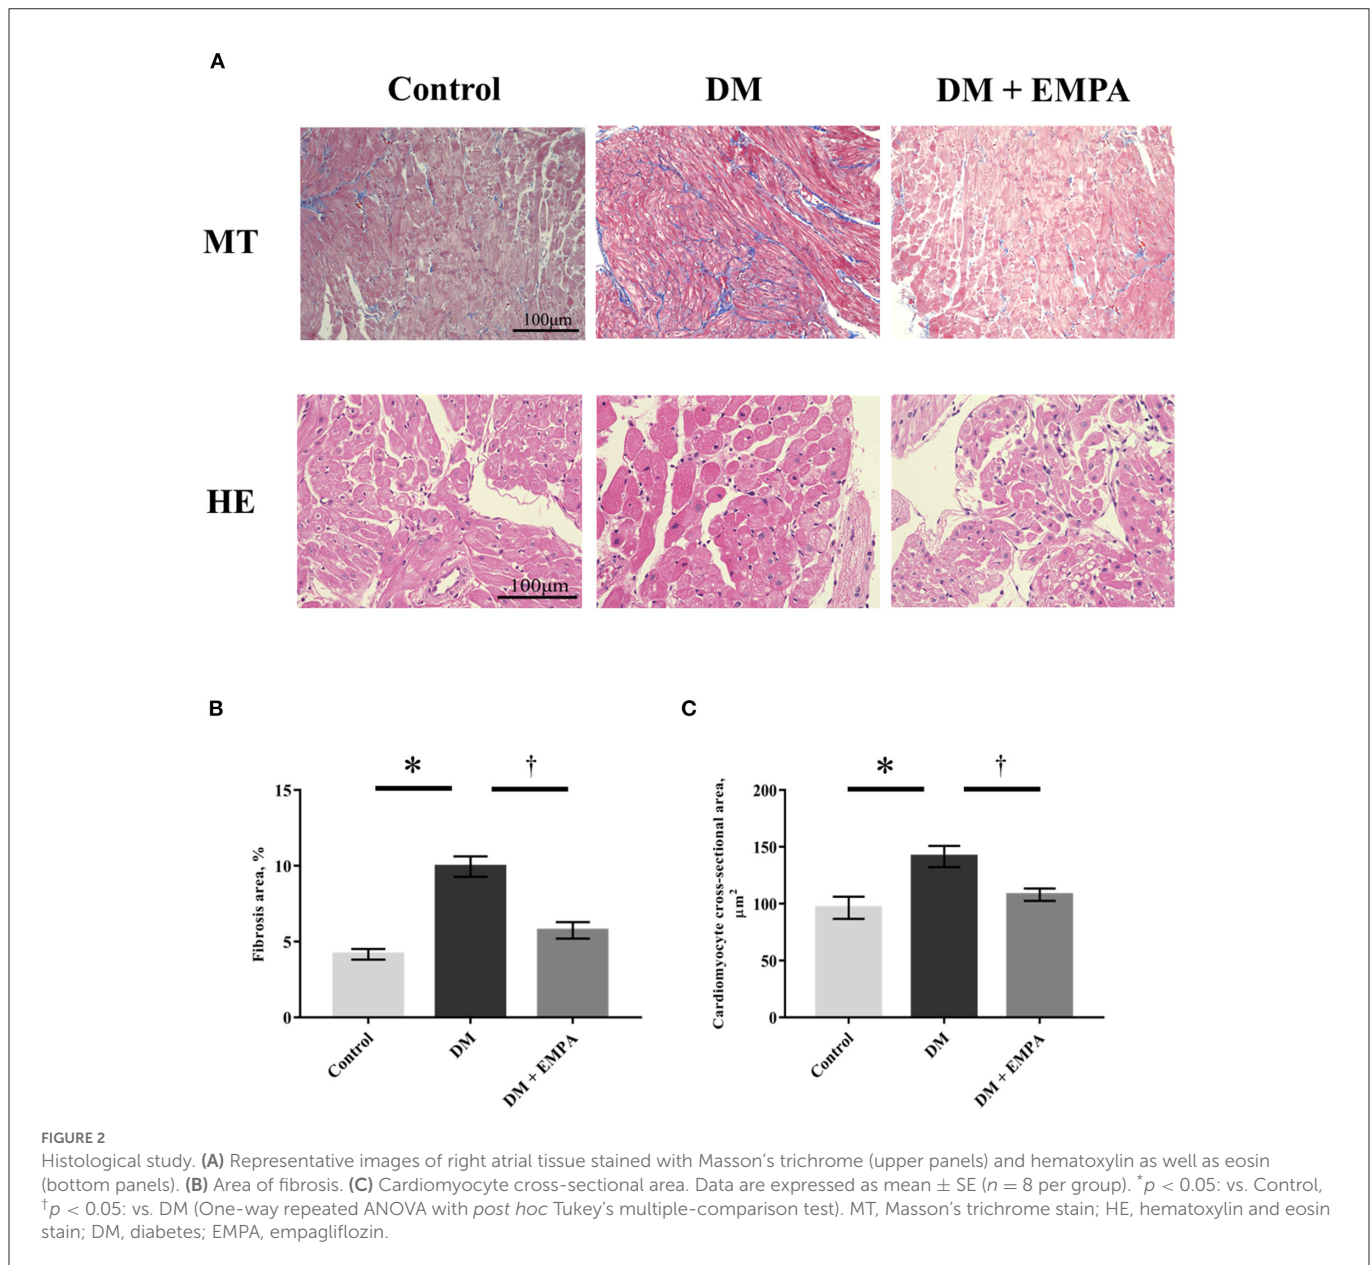 A
Control DM DM + EMPA
MT
100μm
HE
100μm
B
C
* †
Fibrosis area, %
15
10
5
0
Control DM DM + EMPA
* †
Cardiomyocyte cross-sectional area,
μm²
200
150
100
50
0
Control DM DM + EMPA
FIGURE 2
Histological study. (A) Representative images of right atrial tissue stained with Masson's trichrome (upper panels) and hematoxylin as well as eosin
(bottom panels). (B) Area of fibrosis. (C) Cardiomyocyte cross-sectional area. Data are expressed as mean ± SE (n = 8 per group). *p < 0.05: vs. Control,
†p < 0.05: vs. DM (One-way repeated ANOVA with post hoc Tukey's multiple-comparison test). MT, Masson's trichrome stain; HE, hematoxylin and eosin
stain; DM, diabetes; EMPA, empagliflozin.